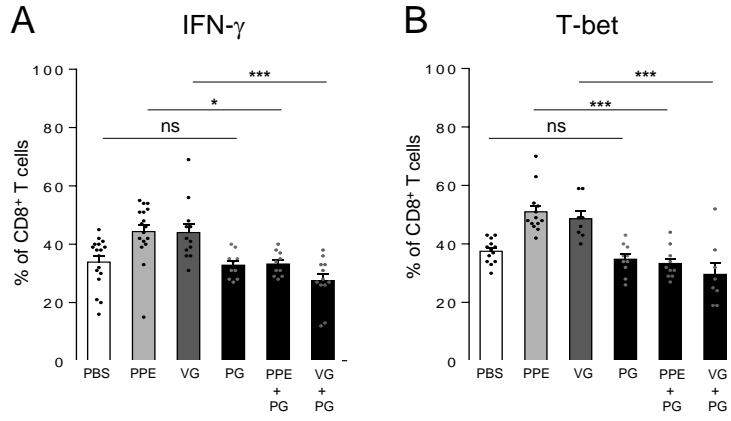 A
IFN-γ
% of CD8⁺ T cells
100
80
60
40
20
0
***
*
ns
PBS PPE VG PG PPE + PG VG + PG
B
T-bet
% of CD8⁺ T cells
100
80
60
40
20
0
***
***
ns
PBS PPE VG PG PPE + PG VG + PG